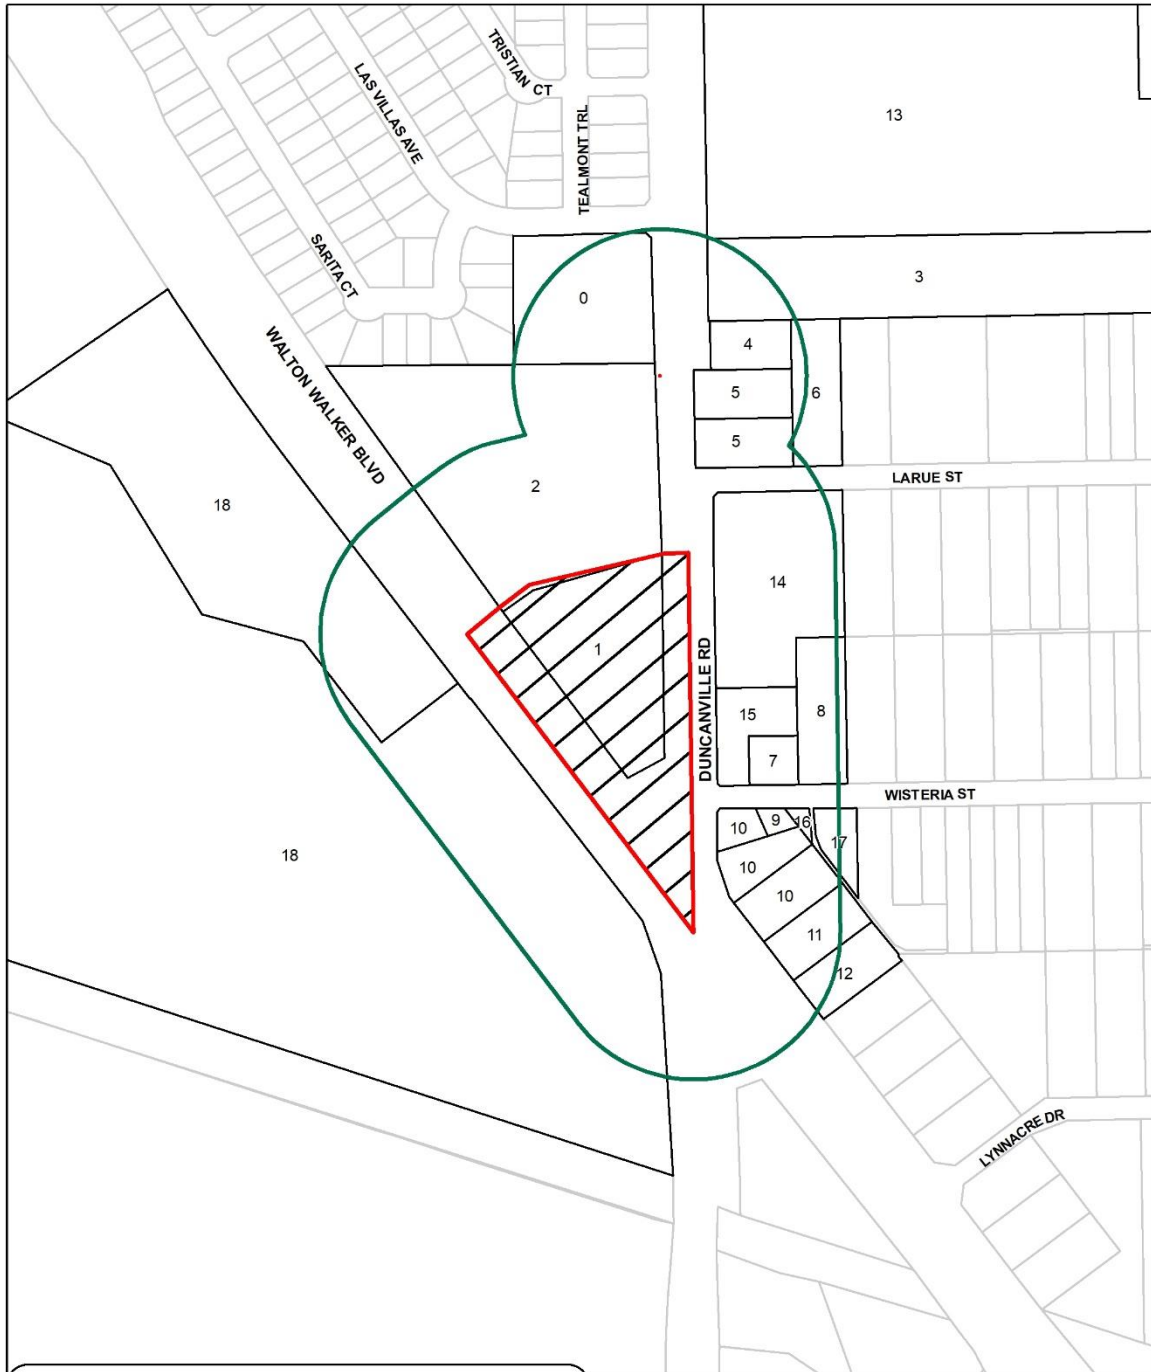 TRISTIAN CT
LAS VILLAS AVE
TEALMONT TRL
13
SARITA CT
3
0
WALTON WALKER BLVD
4
5
6
5
LARUE ST
2
18
14
1
DUNCANVILLE RD
15
8
7
WISTERIA ST
10
9
16
17
18
10
10
11
12
LYNNACRE DR